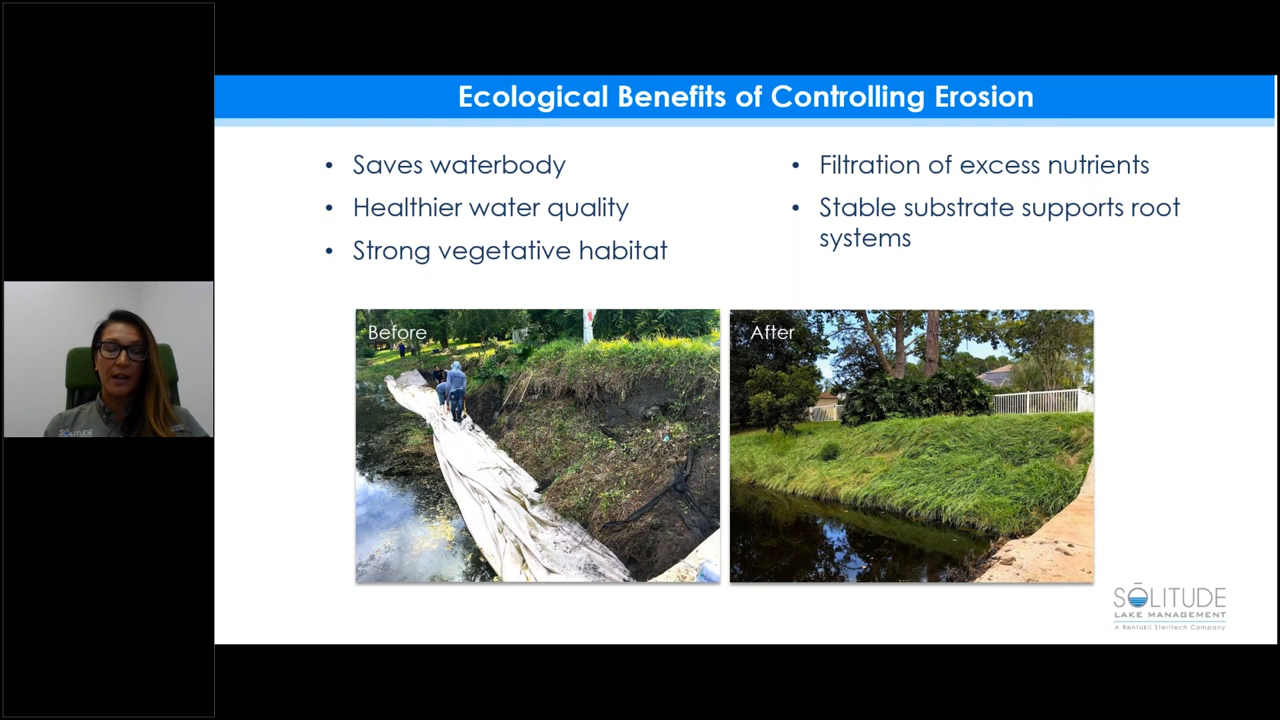 Ecological Benefits of Controlling Erosion
• Saves waterbody
• Healthier water quality
• Strong vegetative habitat
• Filtration of excess nutrients
• Stable substrate supports root
systems
Before
After
SOLITUDE
SŌLITUDE
LAKE MANAGEMENT
A Rentokil Steritech Company